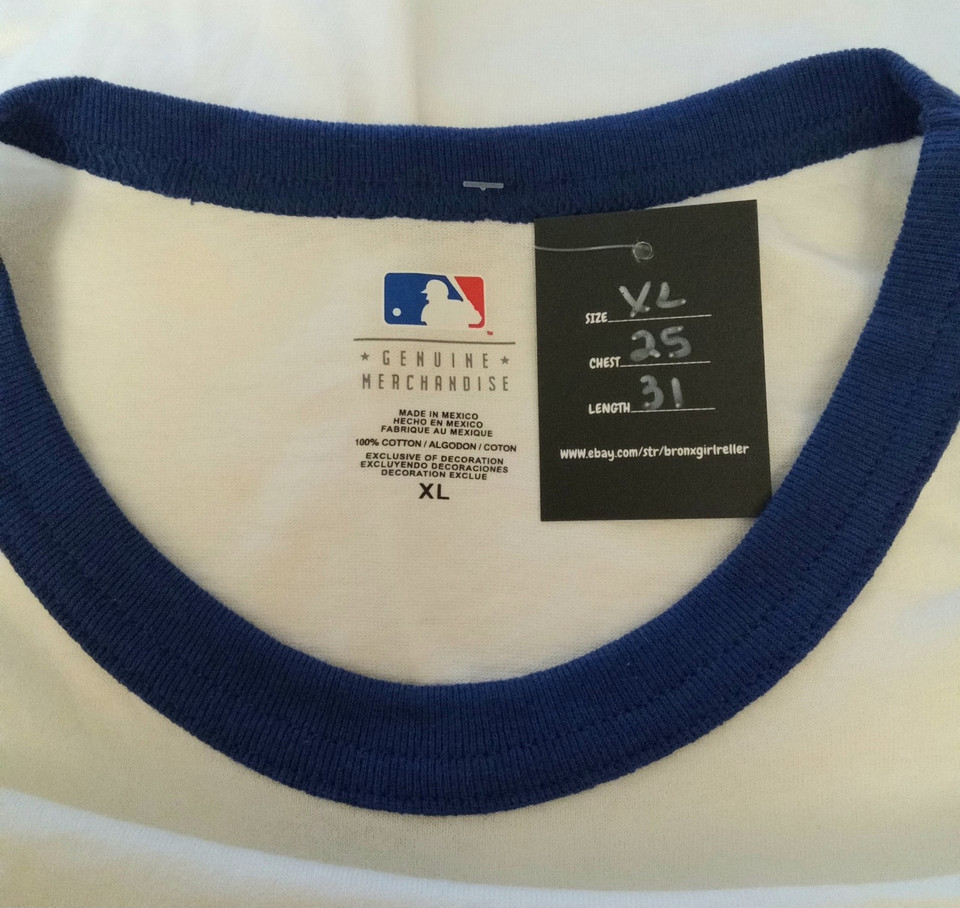 ★ GENUINE ★
MERCHANDISE
MADE IN MEXICO
HECHO EN MEXICO
FABRIQUE AU MEXIQUE
100% COTTON / ALGODON / COTON
EXCLUSIVE OF DECORATION
EXCLUYENDO DECORACIONES
DECORATION EXCLUE
XL
SIZE XL
CHEST 25
LENGTH 31
www.ebay.com/str/bronxgirlreller